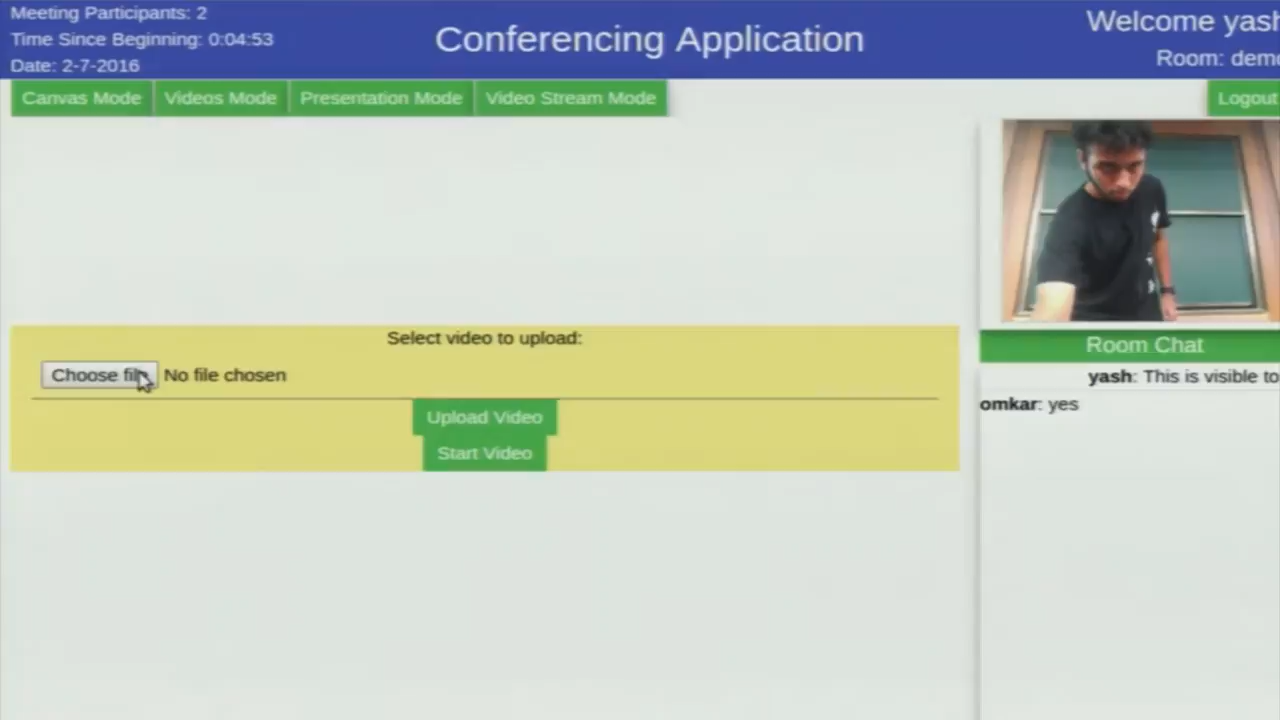 Meeting Participants: 2
Time Since Beginning: 0:04:53
Date: 2-7-2016
Conferencing Application
Welcome yash
Room: demo
Canvas Mode
Videos Mode
Presentation Mode
Video Stream Mode
Logout
Select video to upload:
Choose file
No file chosen
Upload Video
Start Video
Room Chat
yash: This is visible to
omkar: yes